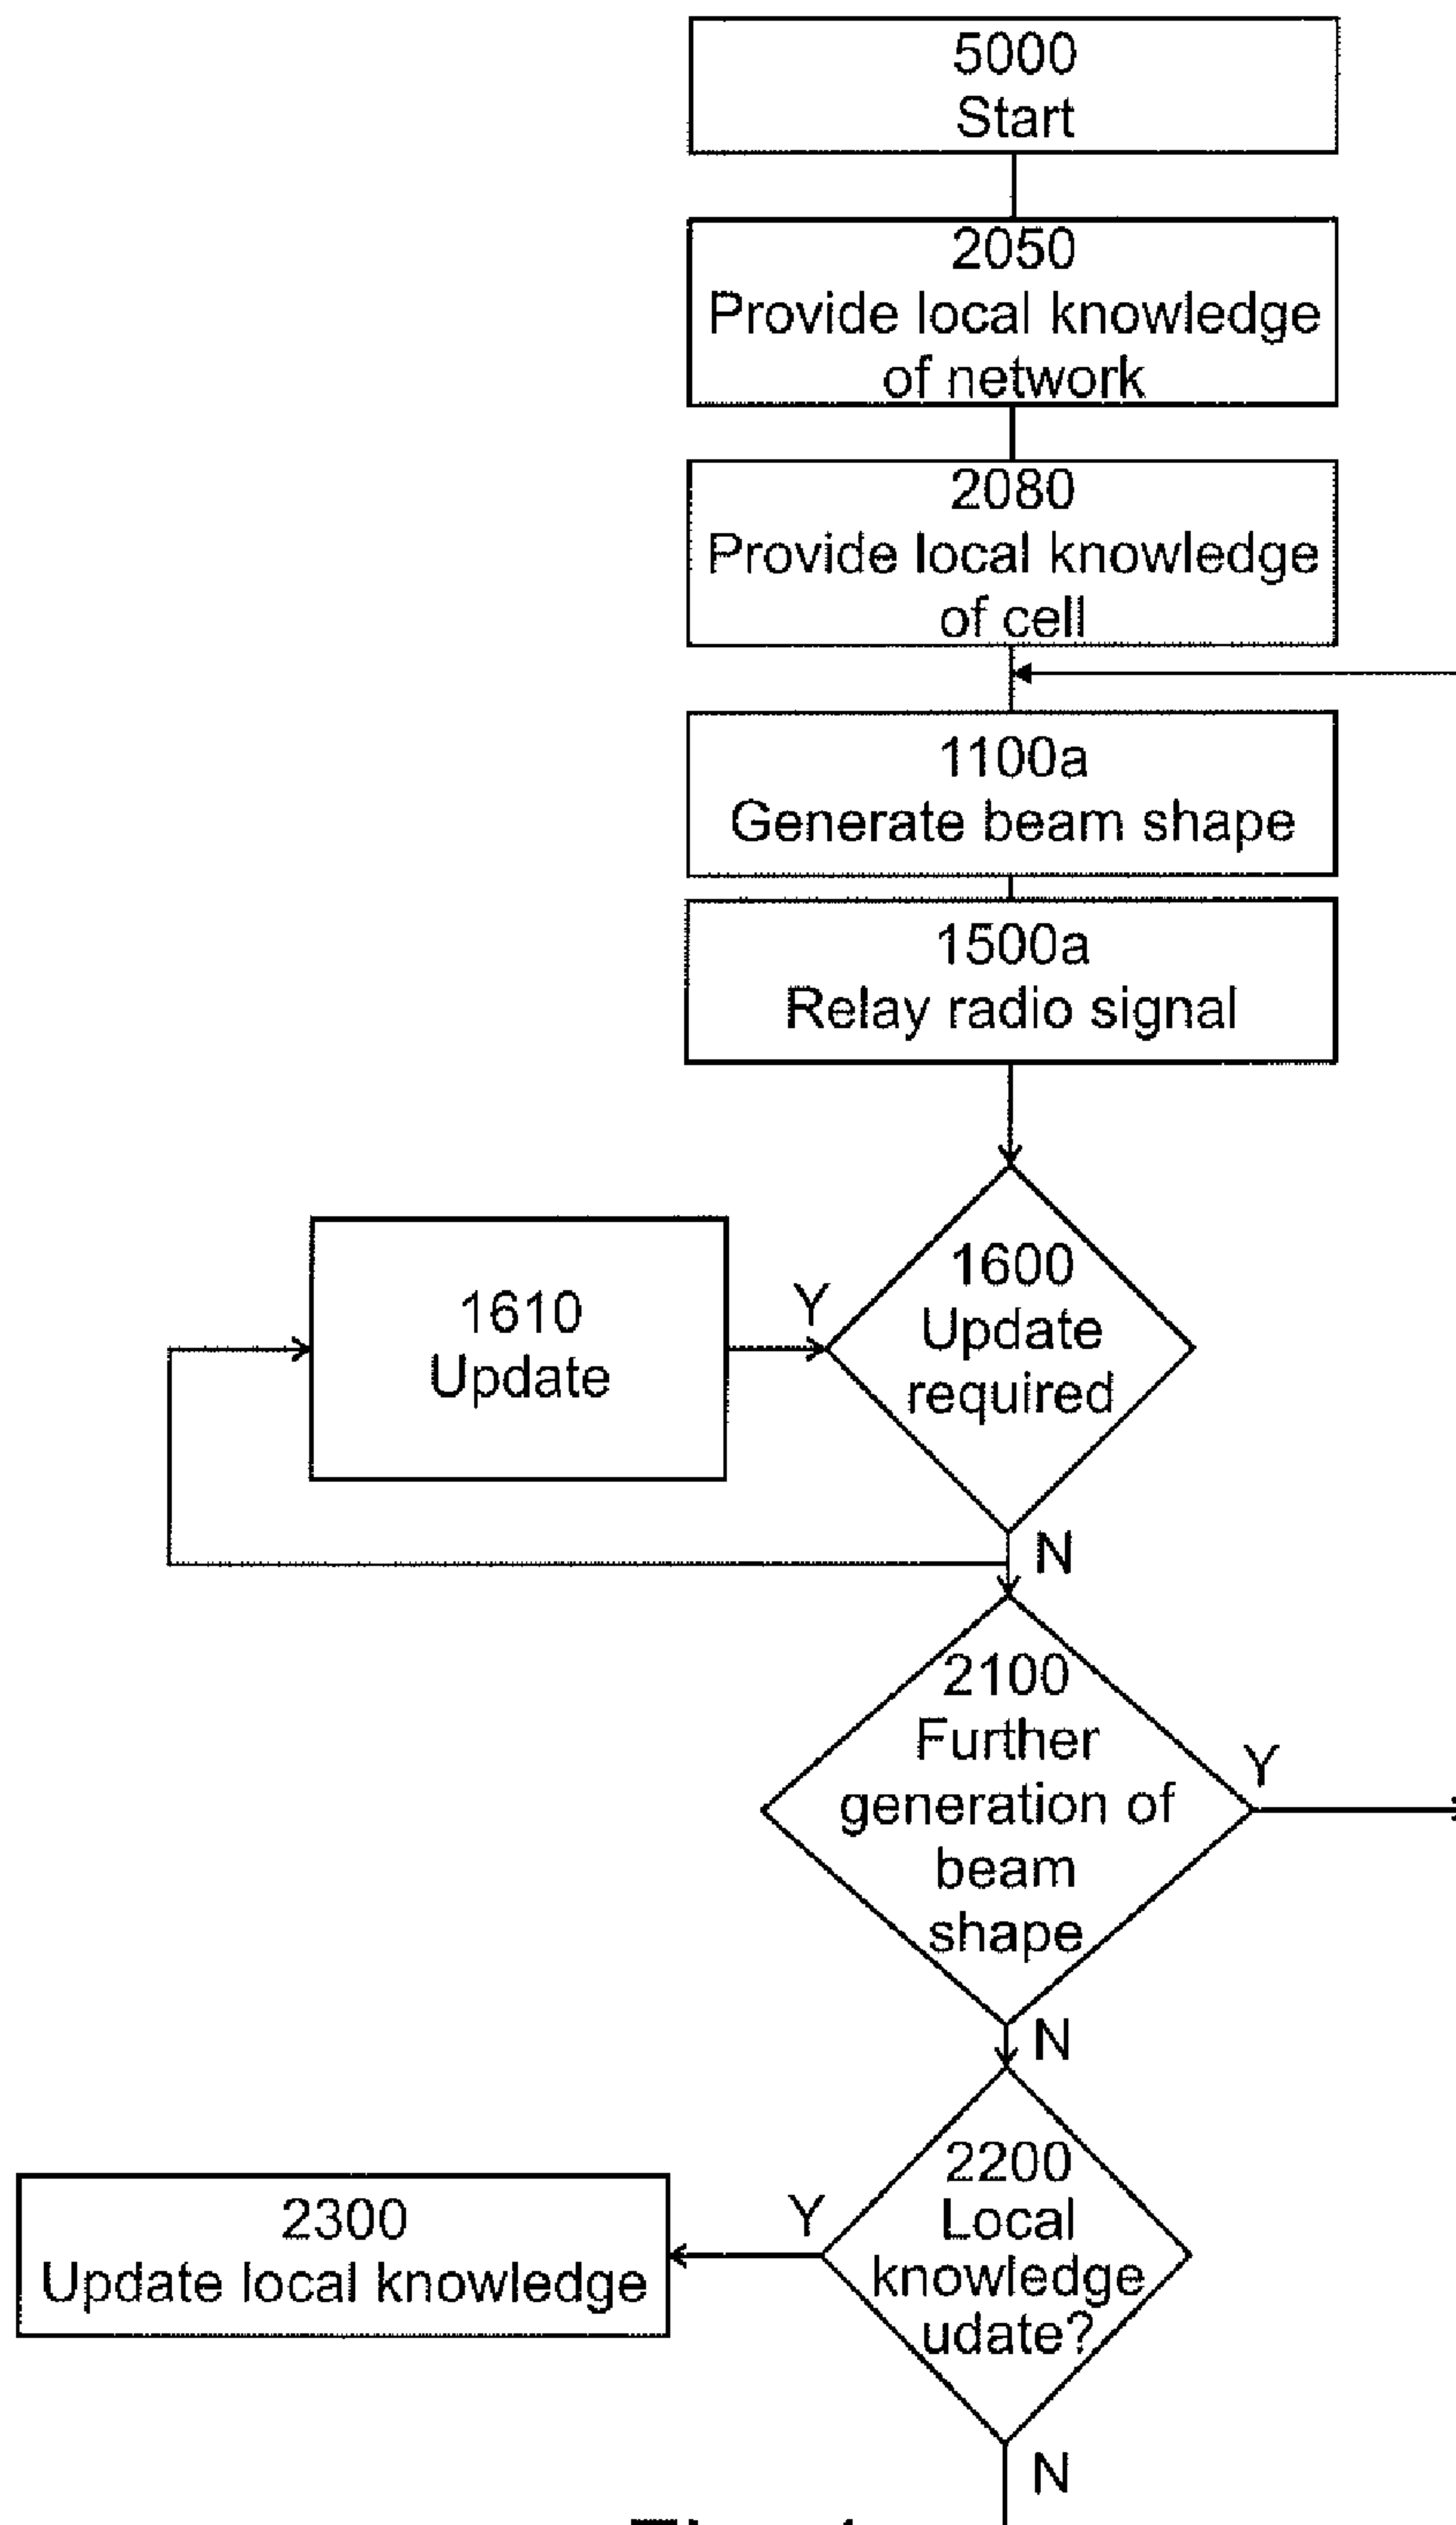 5000
Start
2050
Provide local knowledge
of network
2080
Provide local knowledge
of cell
1100a
Generate beam shape
1500a
Relay radio signal
1600
Update
required
Y
1610
Update
N
2100
Further
generation of
beam
shape
Y
N
2200
Local
knowledge
udate?
Y
2300
Update local knowledge
N